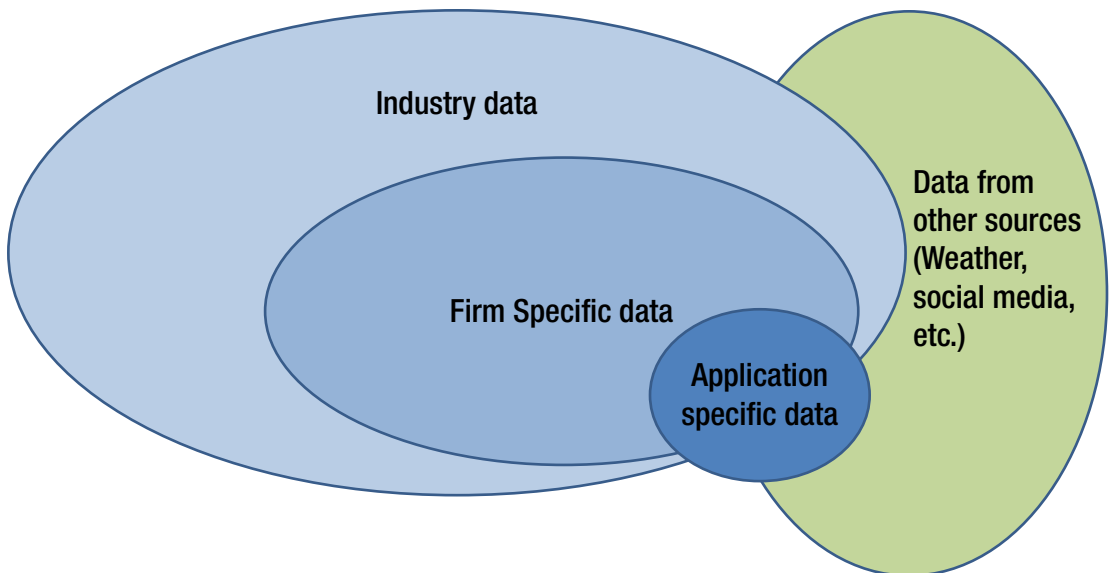 Industry data
Data from
other sources
(Weather,
social media,
etc.)
Firm Specific data
Application
specific data